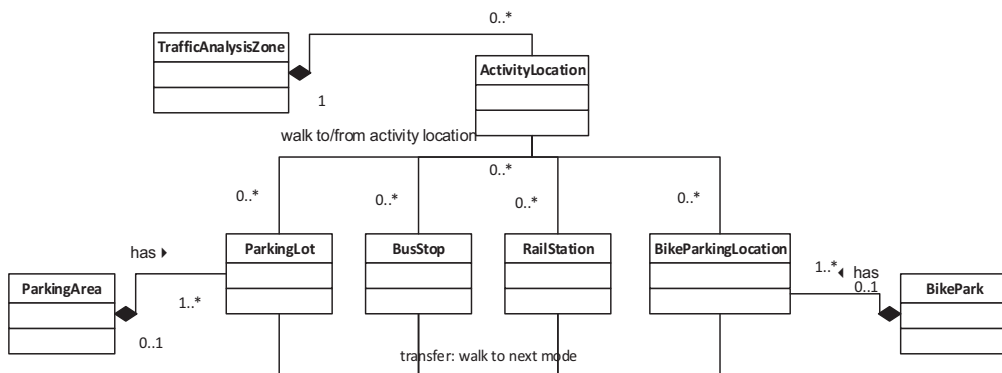 0..*
TrafficAnalysisZone
ActivityLocation
1
walk to/from activity location
0..*
0..*
0..*
0..*
0..*
has
ParkingLot
BusStop
RailStation
BikeParkingLocation
1..*
has
ParkingArea
0..1
BikePark
1..*
0..1
transfer: walk to next mode